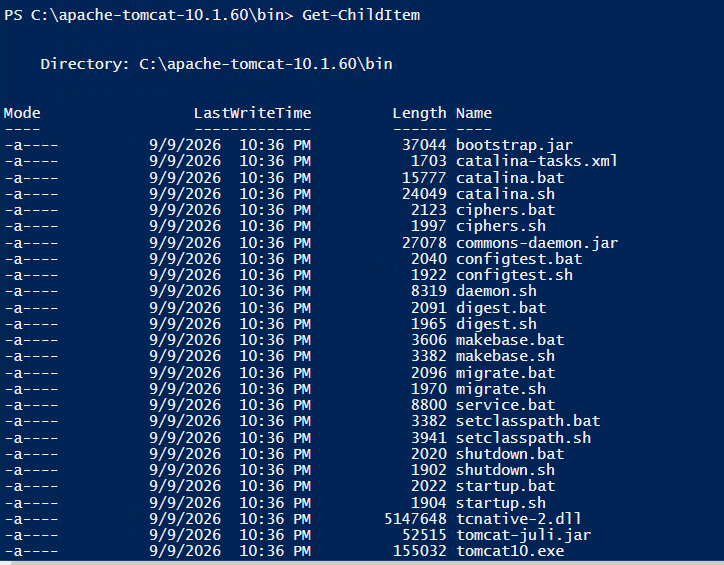 PS C:\apache-tomcat-10.1.60\bin> Get-ChildItem
Directory: C:\apache-tomcat-10.1.60\bin
Mode LastWriteTime Length Name
---- ------------- ------ ----
-a---- 9/9/2026 10:36 PM 37044 bootstrap.jar
-a---- 9/9/2026 10:36 PM 1703 catalina-tasks.xml
-a---- 9/9/2026 10:36 PM 15777 catalina.bat
-a---- 9/9/2026 10:36 PM 24049 catalina.sh
-a---- 9/9/2026 10:36 PM 2123 ciphers.bat
-a---- 9/9/2026 10:36 PM 1997 ciphers.sh
-a---- 9/9/2026 10:36 PM 27078 commons-daemon.jar
-a---- 9/9/2026 10:36 PM 2040 configtest.bat
-a---- 9/9/2026 10:36 PM 1922 configtest.sh
-a---- 9/9/2026 10:36 PM 8319 daemon.sh
-a---- 9/9/2026 10:36 PM 2091 digest.bat
-a---- 9/9/2026 10:36 PM 1965 digest.sh
-a---- 9/9/2026 10:36 PM 3606 makebase.bat
-a---- 9/9/2026 10:36 PM 3382 makebase.sh
-a---- 9/9/2026 10:36 PM 2096 migrate.bat
-a---- 9/9/2026 10:36 PM 1970 migrate.sh
-a---- 9/9/2026 10:36 PM 8800 service.bat
-a---- 9/9/2026 10:36 PM 3382 setclasspath.bat
-a---- 9/9/2026 10:36 PM 3941 setclasspath.sh
-a---- 9/9/2026 10:36 PM 2020 shutdown.bat
-a---- 9/9/2026 10:36 PM 1902 shutdown.sh
-a---- 9/9/2026 10:36 PM 2022 startup.bat
-a---- 9/9/2026 10:36 PM 1904 startup.sh
-a---- 9/9/2026 10:36 PM 5147648 tcnative-2.dll
-a---- 9/9/2026 10:36 PM 52515 tomcat-juli.jar
-a---- 9/9/2026 10:36 PM 155032 tomcat10.exe